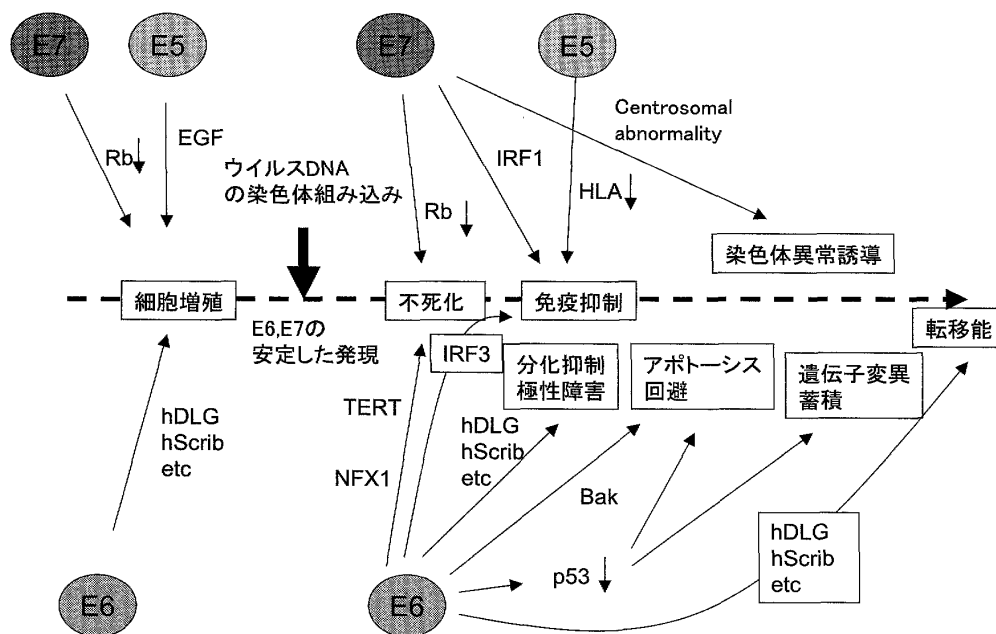 E7
E5
E7
E5
Rb↓
EGF
ウイルスDNA
の染色体組み込み
Rb↓
IRF1
HLA↓
Centrosomal
abnormality
染色体異常誘導
細胞増殖
不死化
免疫抑制
転移能
E6,E7の
安定した発現
IRF3
分化抑制
極性障害
アポトーシス
回避
遺伝子変異
蓄積
hDLG
hScrib
etc
TERT
NFX1
hDLG
hScrib
etc
Bak
p53↓
hDLG
hScrib
etc
E6
E6